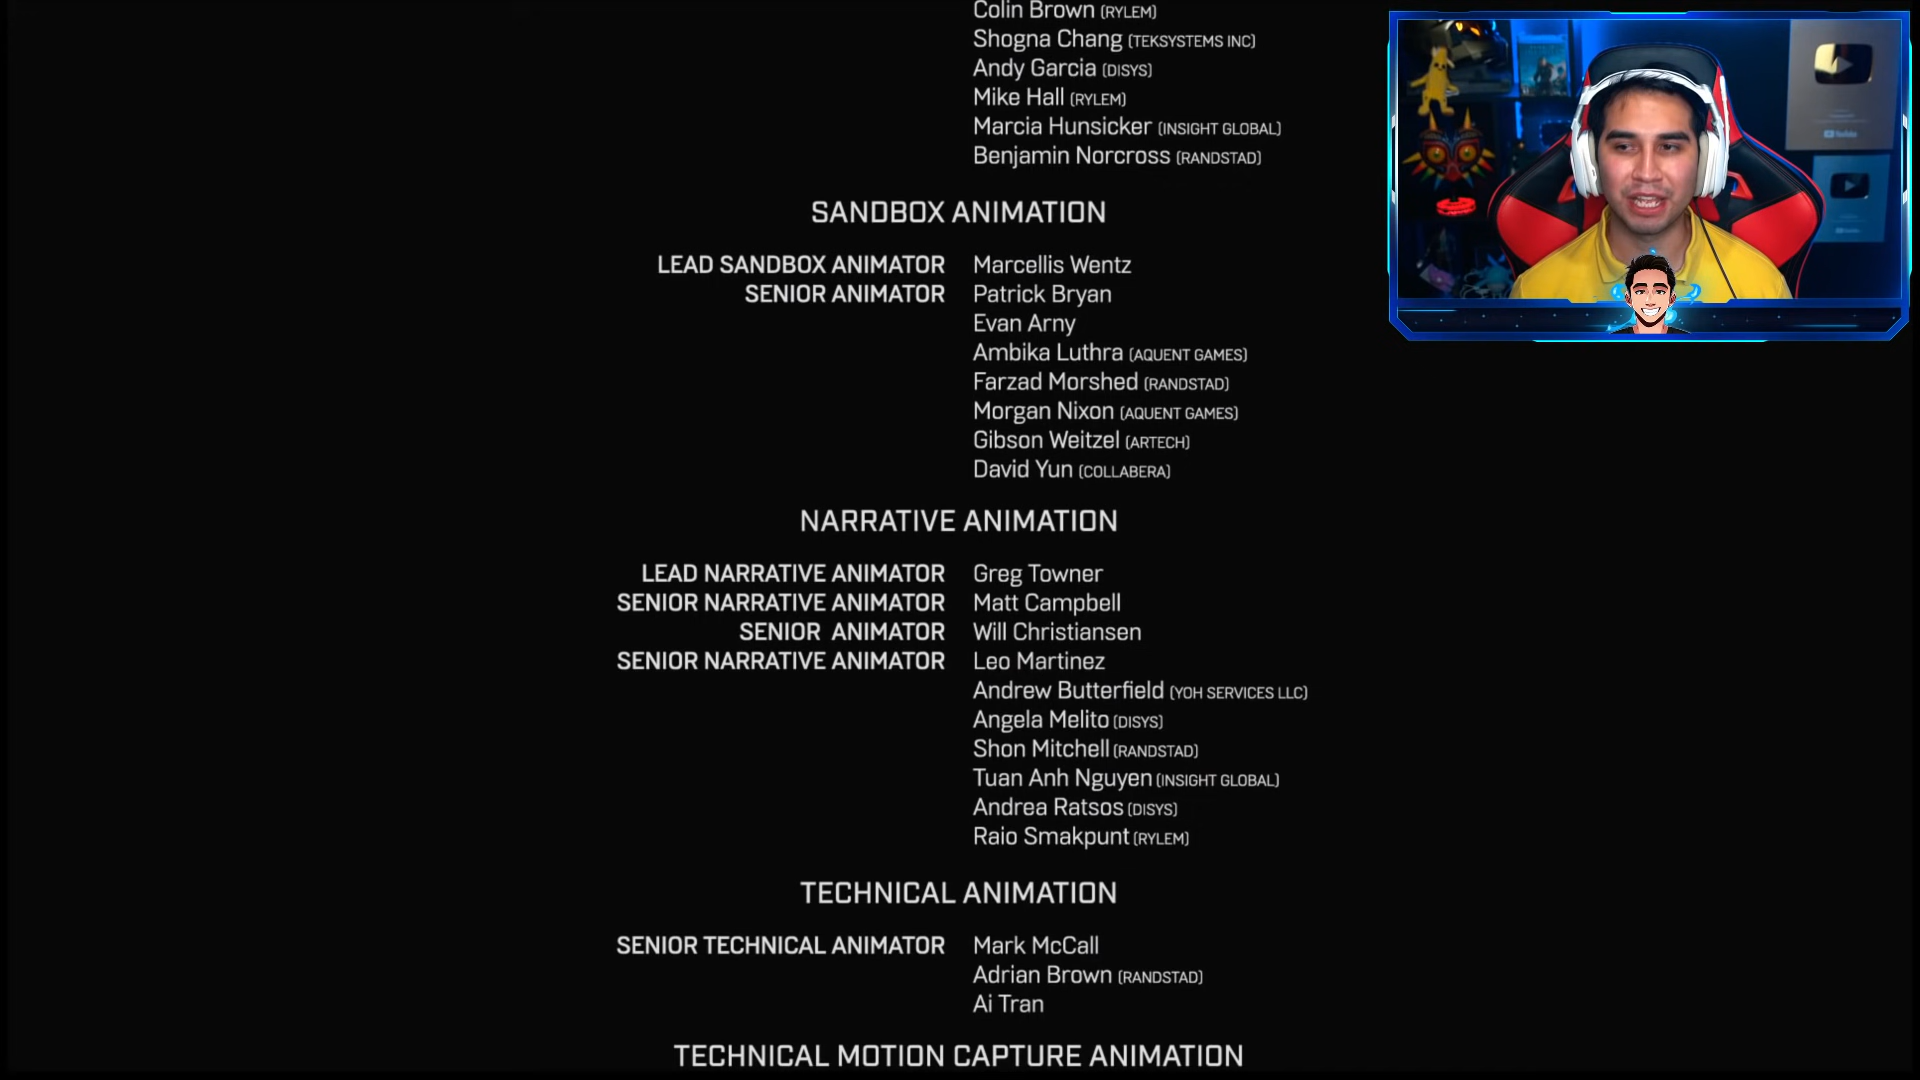 Colin Brown (RYLEM)
Shogna Chang (TEKSYSTEMS INC)
Andy Garcia (DISYS)
Mike Hall (RYLEM)
Marcia Hunsicker (INSIGHT GLOBAL)
Benjamin Norcross (RANDSTAD)
SANDBOX ANIMATION
LEAD SANDBOX ANIMATOR Marcellis Wentz
SENIOR ANIMATOR Patrick Bryan
Evan Arny
Ambika Luthra (AQUENT GAMES)
Farzad Morshed (RANDSTAD)
Morgan Nixon (AQUENT GAMES)
Gibson Weitzel (ARTECH)
David Yun (COLLABERA)
NARRATIVE ANIMATION
LEAD NARRATIVE ANIMATOR Greg Towner
SENIOR NARRATIVE ANIMATOR Matt Campbell
SENIOR ANIMATOR Will Christiansen
SENIOR NARRATIVE ANIMATOR Leo Martinez
Andrew Butterfield (YOH SERVICES LLC)
Angela Melito (DISYS)
Shon Mitchell (RANDSTAD)
Tuan Anh Nguyen (INSIGHT GLOBAL)
Andrea Ratsos (DISYS)
Raio Smakpunt (RYLEM)
TECHNICAL ANIMATION
SENIOR TECHNICAL ANIMATOR Mark McCall
Adrian Brown (RANDSTAD)
Ai Tran
TECHNICAL MOTION CAPTURE ANIMATION